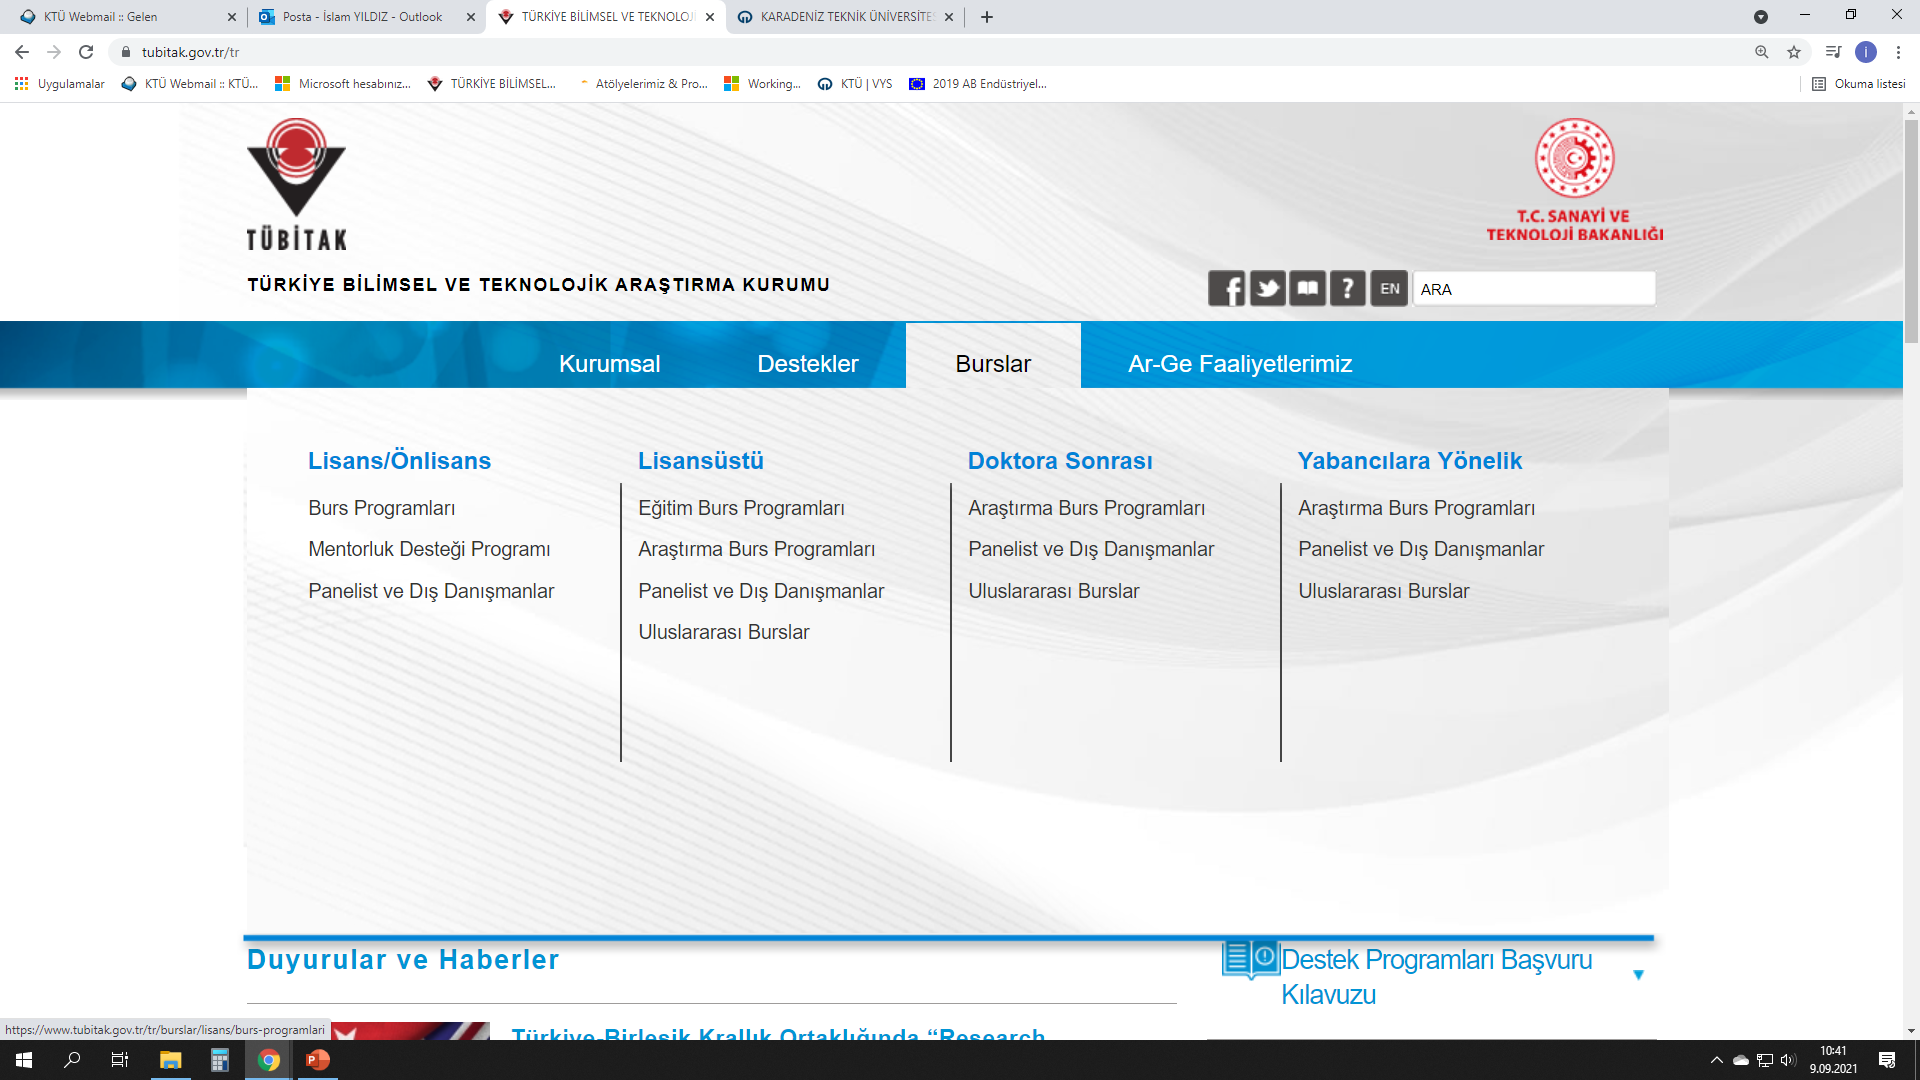 KTÜ Webmail :: Gelen
Posta - İslam YILDIZ - Outlook
TÜRKİYE BİLİMSEL VE TEKNOLOJİ
KARADENİZ TEKNİK ÜNİVERSİTES
tubitak.gov.tr/tr
i
Uygulamalar
KTÜ Webmail :: KTÜ...
Microsoft hesabınız...
TÜRKİYE BİLİMSEL...
Atölyelerimiz & Pro...
Working...
KTÜ | VYS
2019 AB Endüstriyel...
Okuma listesi
TÜBİTAK
T.C. SANAYİ VE
TEKNOLOJİ BAKANLIĞI
TÜRKİYE BİLİMSEL VE TEKNOLOJİK ARAŞTIRMA KURUMU
EN
ARA
Kurumsal
Destekler
Burslar
Ar-Ge Faaliyetlerimiz
Lisans/Önlisans
Burs Programları
Mentorluk Desteği Programı
Panelist ve Dış Danışmanlar
Lisansüstü
Eğitim Burs Programları
Araştırma Burs Programları
Panelist ve Dış Danışmanlar
Uluslararası Burslar
Doktora Sonrası
Araştırma Burs Programları
Panelist ve Dış Danışmanlar
Uluslararası Burslar
Yabancılara Yönelik
Araştırma Burs Programları
Panelist ve Dış Danışmanlar
Uluslararası Burslar
Duyurular ve Haberler
Destek Programları Başvuru
Kılavuzu
Türkiye-Birleşik Krallık Ortaklığında “Research
https://www.tubitak.gov.tr/tr/burslar/lisans/burs-programlari
10:41
9.09.2021